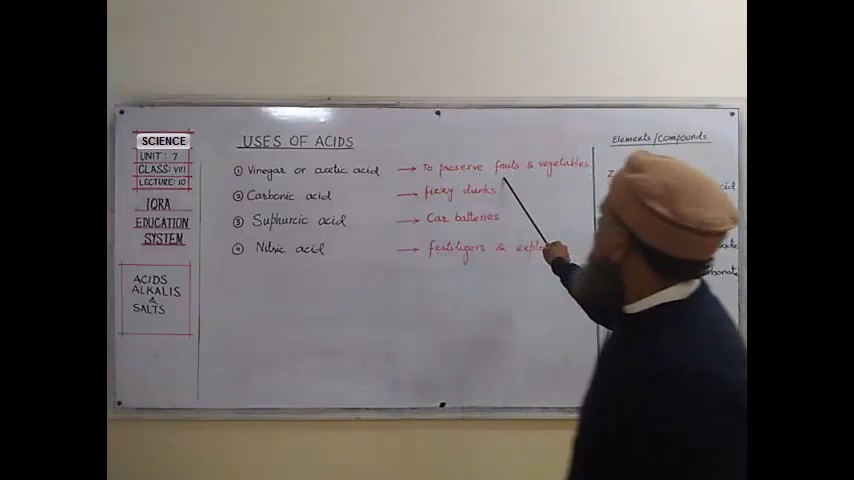 SCIENCE
UNIT: 7
CLASS: VIII
LECTURE: 10
IQRA
EDUCATION
SYSTEM
ACIDS
ALKALIS
&
SALTS
USES OF ACIDS
① Vinegar or acetic acid → To preserve fruits & vegetables
② Carbonic acid → fizzy drinks
③ Suphurcic acid → Car batteries
④ Nitric acid → festilizers &
Elements/Compounds